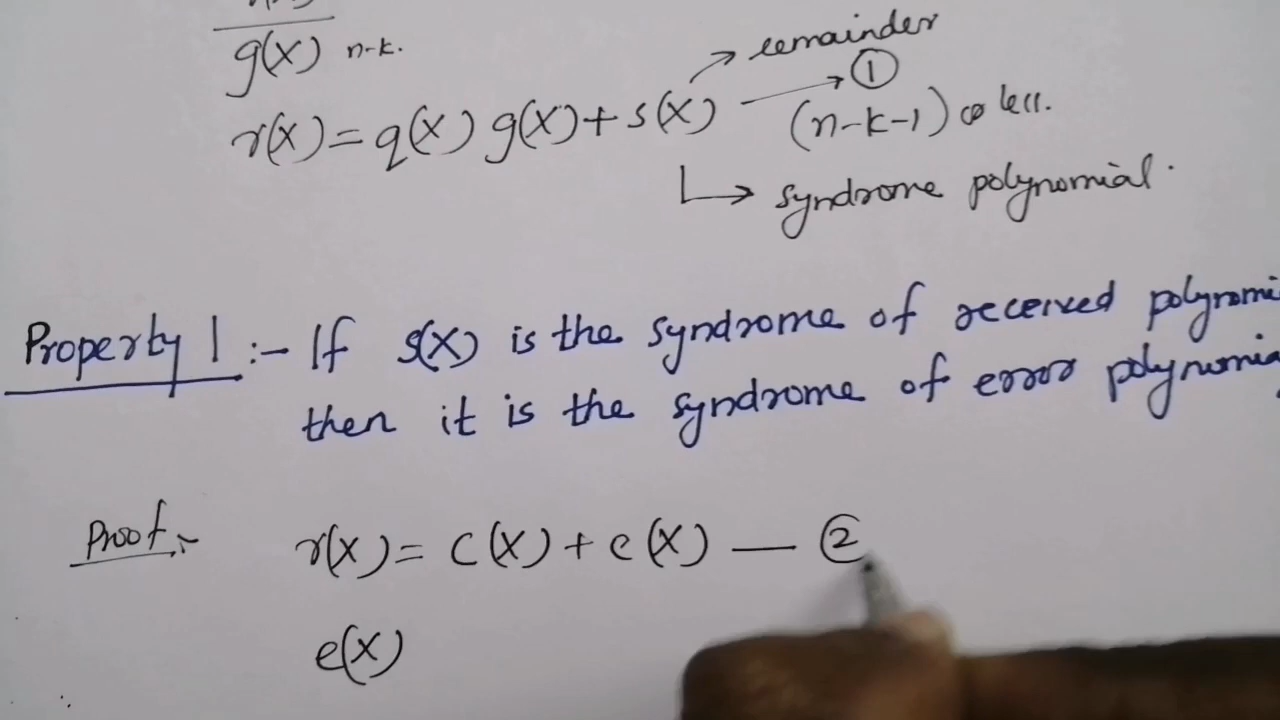 g(X) n-k.
r(X) = q(X) g(X) + s(X)
→ remainder
→ ①
(n-k-1) or less.
↳ syndrome polynomial.
Property 1 :- If s(X) is the syndrome of received polynomi
then it is the syndrome of error polynomia
Proof :- r(X) = c(X) + e(X) — ②
e(X)